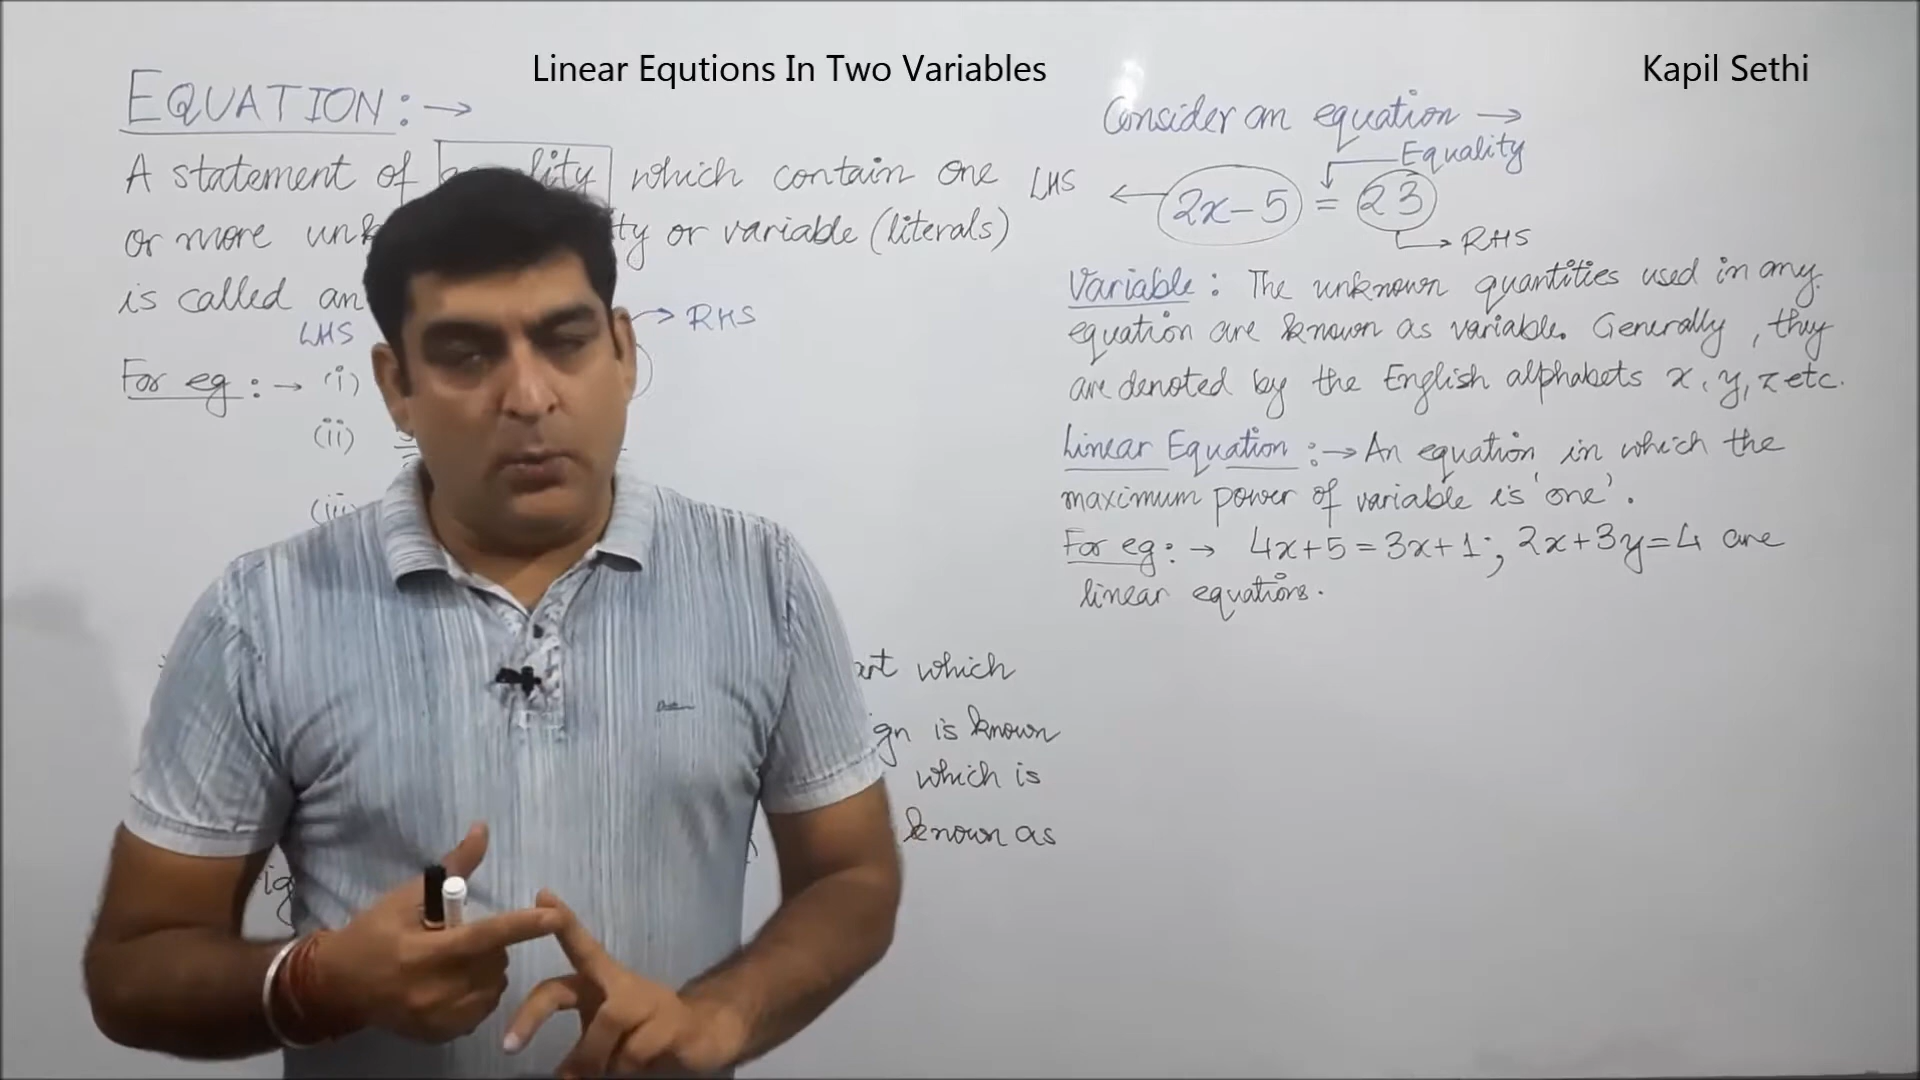 Linear Equtions In Two Variables
Kapil Sethi
EQUATION :→
A statement of which contain one
or more or variable (literals)
is called an
LHS
→ RHS
For eg :→ (i)
(ii)
(iii)
which
is known
which is
known as
Consider an equation →
Equality
LHS ← 2x-5 = 23
→ RHS
Variable : The unknown quantities used in any
equation are known as variable. Generally, they
are denoted by the English alphabets x, y, z etc.
Linear Equation :→ An equation in which the
maximum power of variable is 'one'.
For eg : → 4x+5=3x+1 ; 2x+3y=4 are
linear equations.